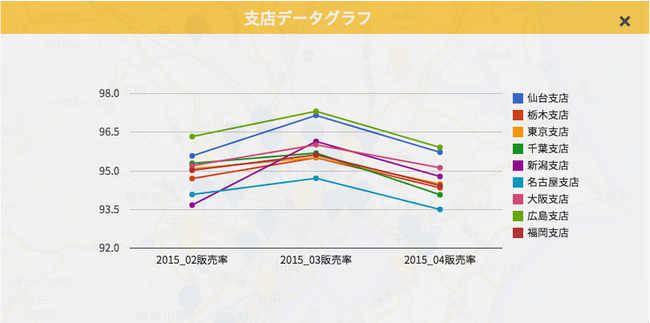 支店データグラフ
×
98.0
96.5
95.0
93.5
92.0
2015_02販売率
2015_03販売率
2015_04販売率
仙台支店
栃木支店
東京支店
千葉支店
新潟支店
名古屋支店
大阪支店
広島支店
福岡支店